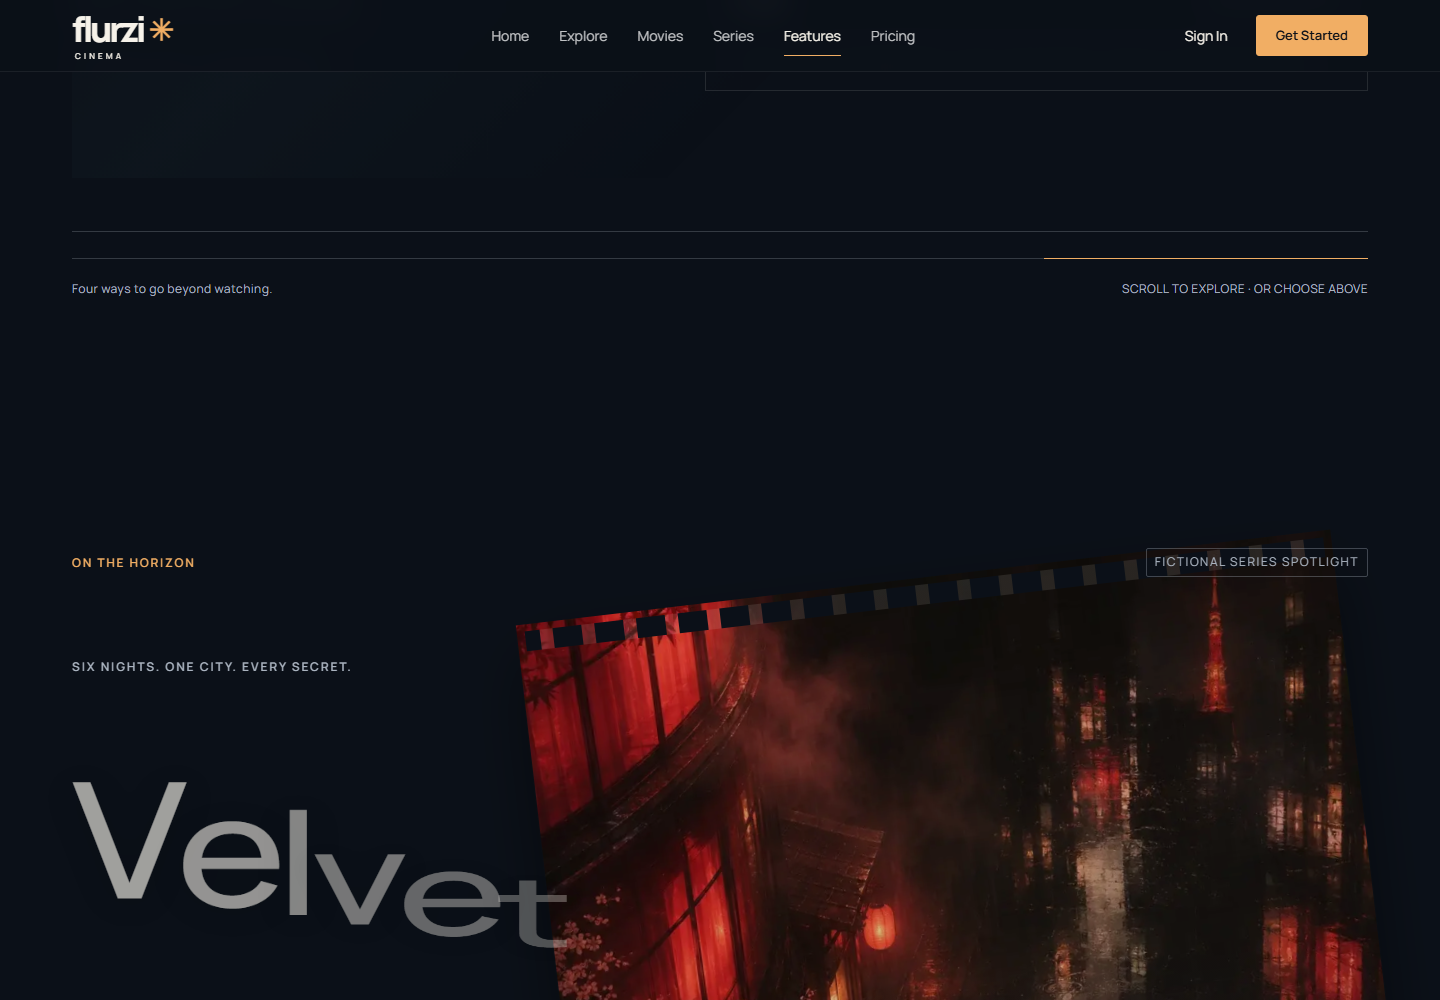 flurzi
CINEMA
Home
Explore
Movies
Series
Features
Pricing
Sign In
Get Started
Four ways to go beyond watching.
SCROLL TO EXPLORE · OR CHOOSE ABOVE
ON THE HORIZON
FICTIONAL SERIES SPOTLIGHT
SIX NIGHTS. ONE CITY. EVERY SECRET.
Velvet